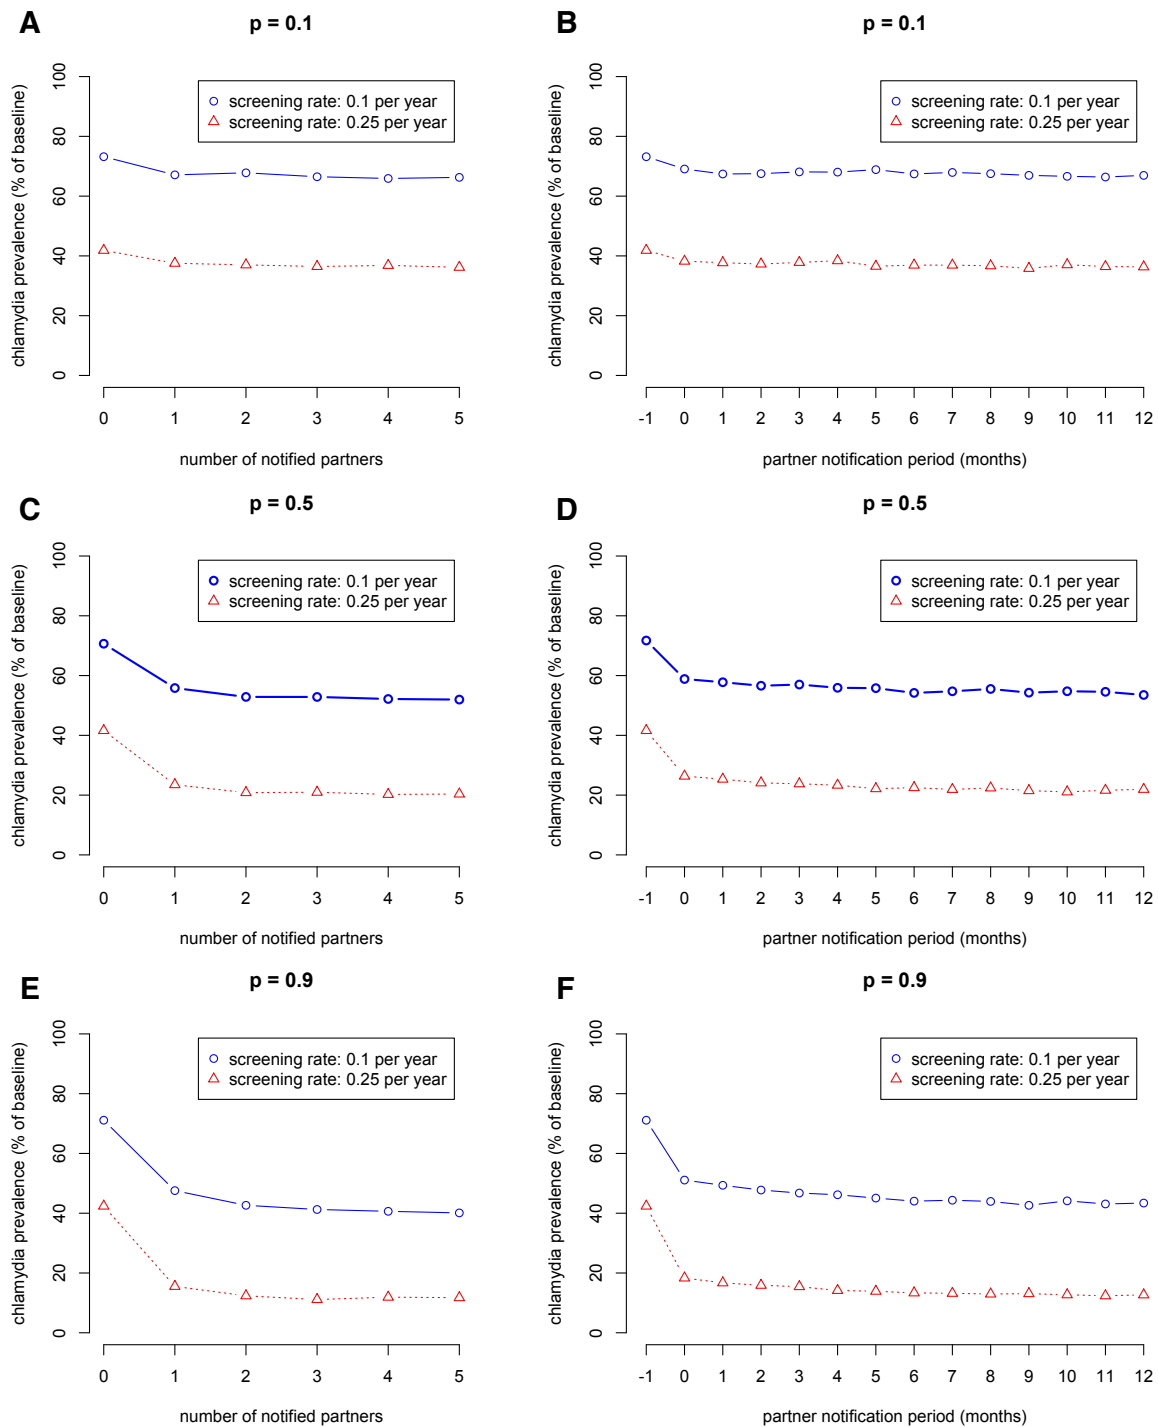 A
p = 0.1
chlamydia prevalence (% of baseline)
0 20 40 60 80 100
screening rate: 0.1 per year
screening rate: 0.25 per year
0 1 2 3 4 5
number of notified partners
B
p = 0.1
chlamydia prevalence (% of baseline)
0 20 40 60 80 100
screening rate: 0.1 per year
screening rate: 0.25 per year
-1 0 1 2 3 4 5 6 7 8 9 10 11 12
partner notification period (months)
C
p = 0.5
chlamydia prevalence (% of baseline)
0 20 40 60 80 100
screening rate: 0.1 per year
screening rate: 0.25 per year
0 1 2 3 4 5
number of notified partners
D
p = 0.5
chlamydia prevalence (% of baseline)
0 20 40 60 80 100
screening rate: 0.1 per year
screening rate: 0.25 per year
-1 0 1 2 3 4 5 6 7 8 9 10 11 12
partner notification period (months)
E
p = 0.9
chlamydia prevalence (% of baseline)
0 20 40 60 80 100
screening rate: 0.1 per year
screening rate: 0.25 per year
0 1 2 3 4 5
number of notified partners
F
p = 0.9
chlamydia prevalence (% of baseline)
0 20 40 60 80 100
screening rate: 0.1 per year
screening rate: 0.25 per year
-1 0 1 2 3 4 5 6 7 8 9 10 11 12
partner notification period (months)